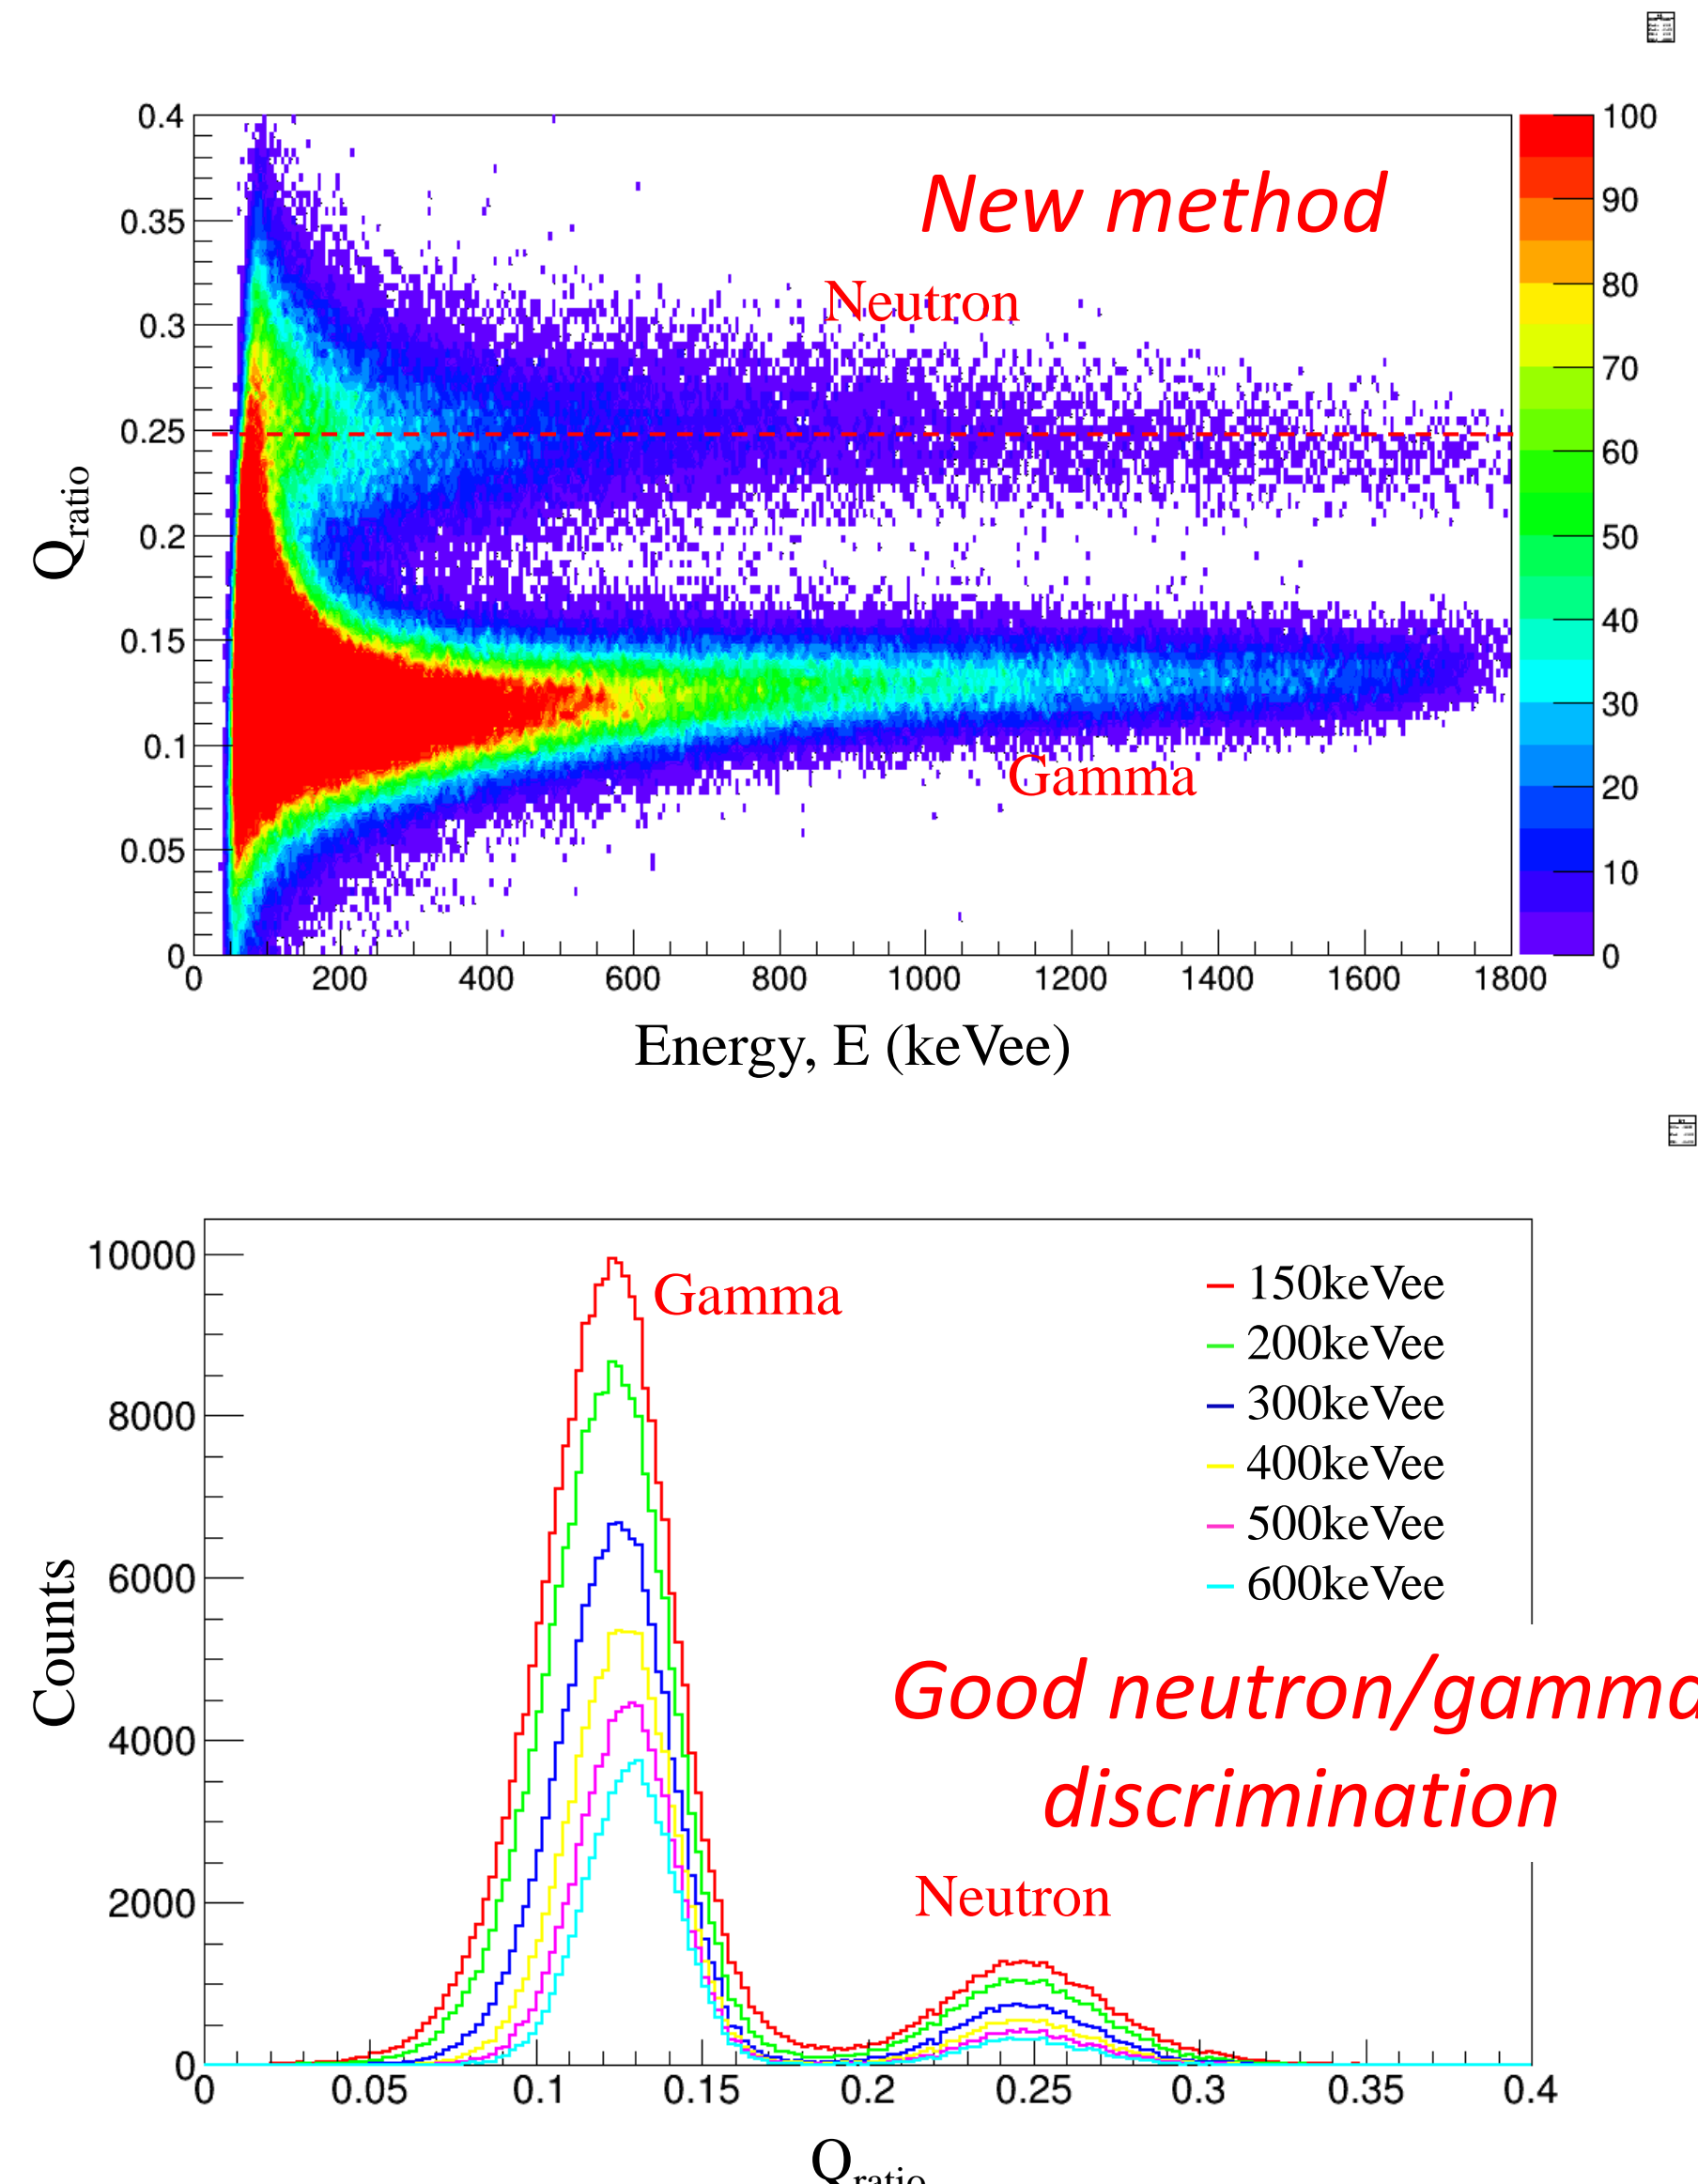 New method
Neutron
Gamma
0.4
0.35
0.3
0.25
0.2
0.15
0.1
0.05
0
Q_ratio
0 200 400 600 800 1000 1200 1400 1600 1800
Energy, E (keVee)
100
90
80
70
60
50
40
30
20
10
0
10000
8000
6000
4000
2000
0
Counts
Gamma
150keVee
200keVee
300keVee
400keVee
500keVee
600keVee
Good neutron/gamma
discrimination
Neutron
0 0.05 0.1 0.15 0.2 0.25 0.3 0.35 0.4
Q_ratio